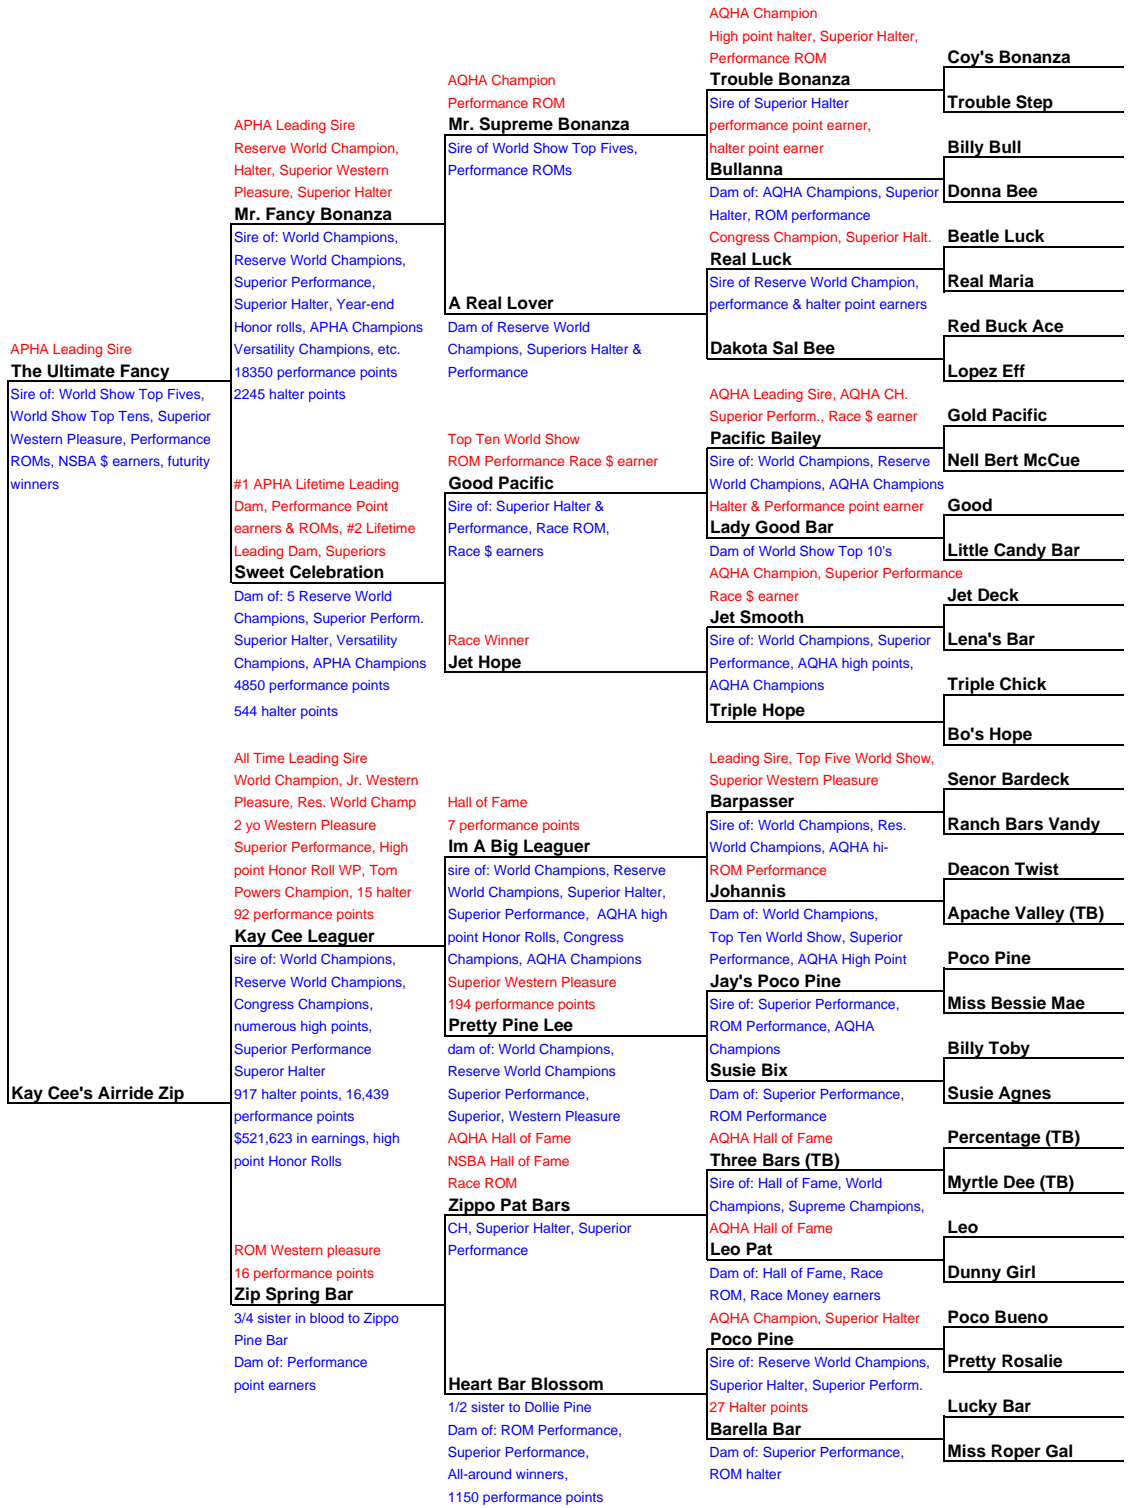 APHA Leading Sire
The Ultimate Fancy
Sire of: World Show Top Fives,
World Show Top Tens, Superior
Western Pleasure, Performance
ROMs, NSBA $ earners, futurity
winners
Kay Cee's Airride Zip
APHA Leading Sire
Reserve World Champion,
Halter, Superior Western
Pleasure, Superior Halter
Mr. Fancy Bonanza
Sire of: World Champions,
Reserve World Champions,
Superior Performance,
Superior Halter, Year-end
Honor rolls, APHA Champions
Versatility Champions, etc.
18350 performance points
2245 halter points
#1 APHA Lifetime Leading
Dam, Performance Point
earners & ROMs, #2 Lifetime
Leading Dam, Superiors
Sweet Celebration
Dam of: 5 Reserve World
Champions, Superior Perform.
Superior Halter, Versatility
Champions, APHA Champions
4850 performance points
544 halter points
All Time Leading Sire
World Champion, Jr. Western
Pleasure, Res. World Champ
2 yo Western Pleasure
Superior Performance, High
point Honor Roll WP, Tom
Powers Champion, 15 halter
92 performance points
Kay Cee Leaguer
sire of: World Champions,
Reserve World Champions,
Congress Champions,
numerous high points,
Superior Performance
Superor Halter
917 halter points, 16,439
performance points
$521,623 in earnings, high
point Honor Rolls
ROM Western pleasure
16 performance points
Zip Spring Bar
3/4 sister in blood to Zippo
Pine Bar
Dam of: Performance
point earners
AQHA Champion
Performance ROM
Mr. Supreme Bonanza
Sire of World Show Top Fives,
Performance ROMs
A Real Lover
Dam of Reserve World
Champions, Superiors Halter &
Performance
Top Ten World Show
ROM Performance Race $ earner
Good Pacific
Sire of: Superior Halter &
Performance, Race ROM,
Race $ earners
Race Winner
Jet Hope
Hall of Fame
7 performance points
Im A Big Leaguer
sire of: World Champions, Reserve
World Champions, Superior Halter,
Superior Performance,  AQHA high
point Honor Rolls, Congress
Champions, AQHA Champions
Superior Western Pleasure
194 performance points
Pretty Pine Lee
dam of: World Champions,
Reserve World Champions
Superior Performance,
Superior, Western Pleasure
AQHA Hall of Fame
NSBA Hall of Fame
Race ROM
Zippo Pat Bars
CH, Superior Halter, Superior
Performance
Heart Bar Blossom
1/2 sister to Dollie Pine
Dam of: ROM Performance,
Superior Performance,
All-around winners,
1150 performance points
AQHA Champion
High point halter, Superior Halter,
Performance ROM
Trouble Bonanza
Sire of Superior Halter
performance point earner,
halter point earner
Bullanna
Dam of: AQHA Champions, Superior
Halter, ROM performance
Congress Champion, Superior Halt.
Real Luck
Sire of Reserve World Champion,
performance & halter point earners
Dakota Sal Bee
AQHA Leading Sire, AQHA CH.
Superior Perform., Race $ earner
Pacific Bailey
Sire of: World Champions, Reserve
World Champions, AQHA Champions
Halter & Performance point earner
Lady Good Bar
Dam of World Show Top 10's
AQHA Champion, Superior Performance
Race $ earner
Jet Smooth
Sire of: World Champions, Superior
Performance, AQHA high points,
AQHA Champions
Triple Hope
Leading Sire, Top Five World Show,
Superior Western Pleasure
Barpasser
Sire of: World Champions, Res.
World Champions, AQHA hi-
ROM Performance
Johannis
Dam of: World Champions,
Top Ten World Show, Superior
Performance, AQHA High Point
Jay's Poco Pine
Sire of: Superior Performance,
ROM Performance, AQHA
Champions
Susie Bix
Dam of: Superior Performance,
ROM Performance
AQHA Hall of Fame
Three Bars (TB)
Sire of: Hall of Fame, World
Champions, Supreme Champions,
AQHA Hall of Fame
Leo Pat
Dam of: Hall of Fame, Race
ROM, Race Money earners
AQHA Champion, Superior Halter
Poco Pine
Sire of: Reserve World Champions,
Superior Halter, Superior Perform.
27 Halter points
Barella Bar
Dam of: Superior Performance,
ROM halter
Coy's Bonanza
Trouble Step
Billy Bull
Donna Bee
Beatle Luck
Real Maria
Red Buck Ace
Lopez Eff
Gold Pacific
Nell Bert McCue
Good
Little Candy Bar
Jet Deck
Lena's Bar
Triple Chick
Bo's Hope
Senor Bardeck
Ranch Bars Vandy
Deacon Twist
Apache Valley (TB)
Poco Pine
Miss Bessie Mae
Billy Toby
Susie Agnes
Percentage (TB)
Myrtle Dee (TB)
Leo
Dunny Girl
Poco Bueno
Pretty Rosalie
Lucky Bar
Miss Roper Gal